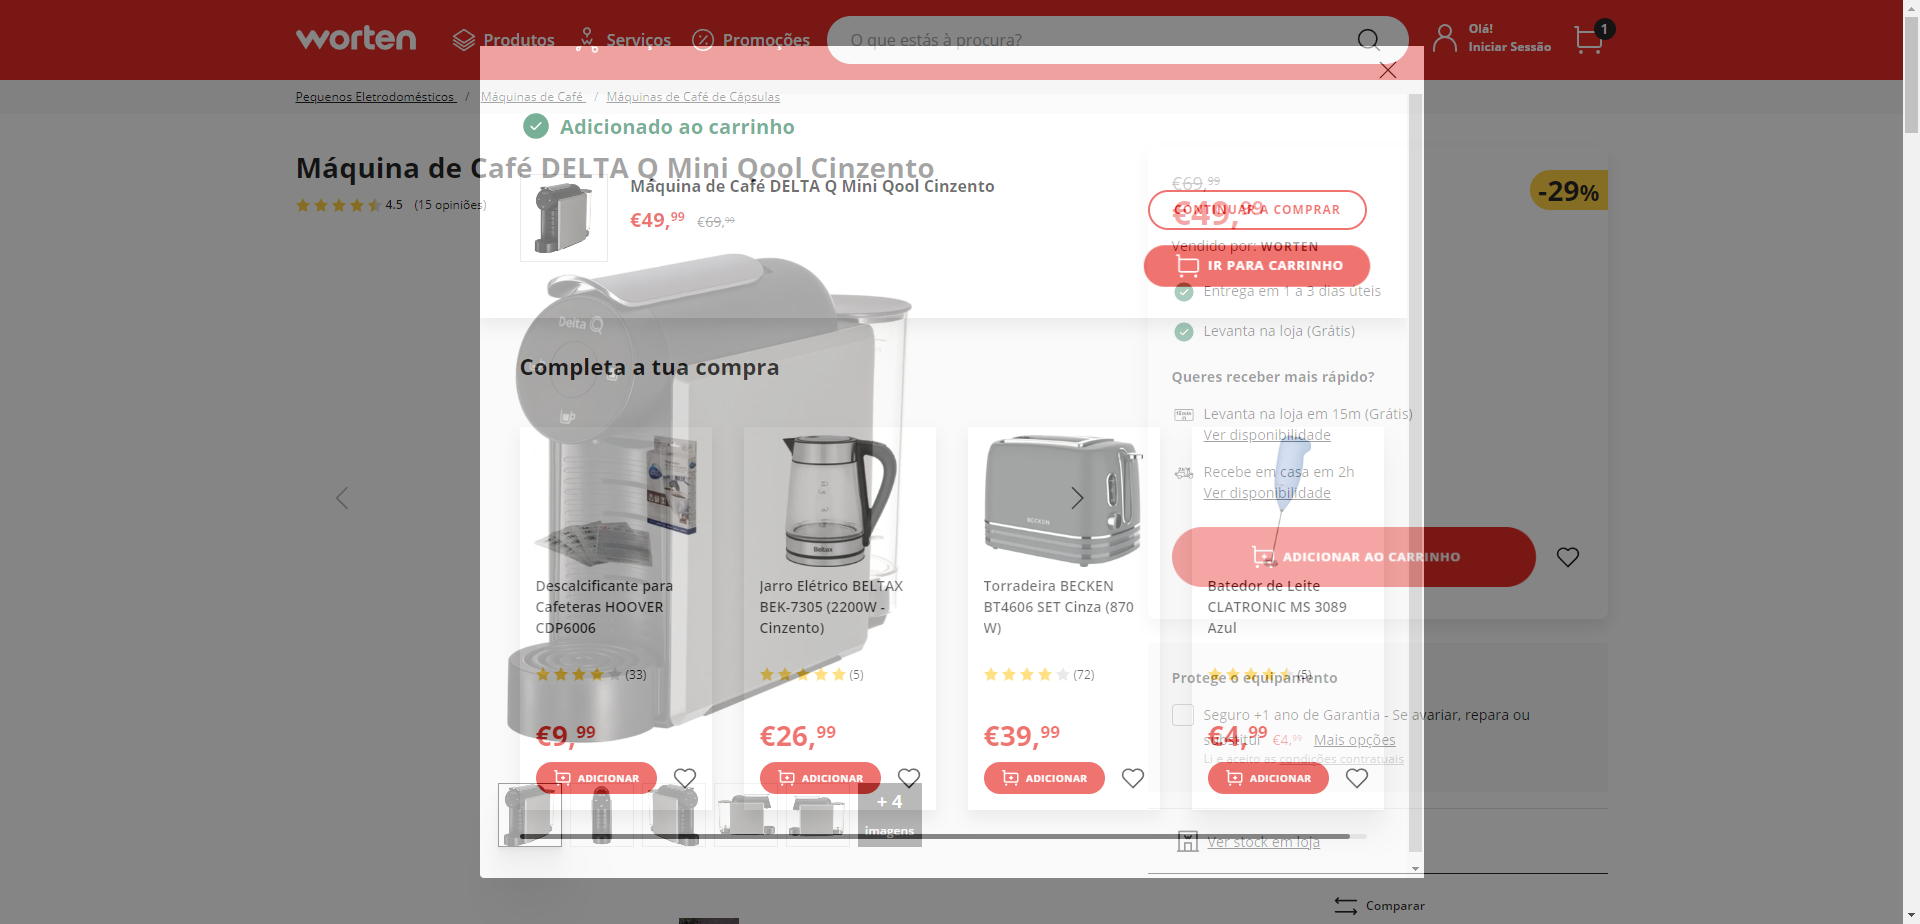 worten
Produtos
Serviços
Promoções
O que estás à procura?
Olá!
Iniciar Sessão
1
Pequenos Eletrodomésticos / Máquinas de Café / Máquinas de Café de Cápsulas
Adicionado ao carrinho
Máquina de Café DELTA Q Mini Qool Cinzento
4.5 (15 opiniões)
Máquina de Café DELTA Q Mini Qool Cinzento
€49,99 €69,99
CONTINUAR A COMPRAR
IR PARA CARRINHO
€69,99
-29%
€49,99
Vendido por: WORTEN
Entrega em 1 a 3 dias úteis
Levanta na loja (Grátis)
Queres receber mais rápido?
Levanta na loja em 15m (Grátis)
Ver disponibilidade
Recebe em casa em 2h
Ver disponibilidade
ADICIONAR AO CARRINHO
Delta Q
Completa a tua compra
BECKEN
Beltax
Descalcificante para
Cafeteras HOOVER
CDP6006
(33)
€9,99
ADICIONAR
Jarro Elétrico BELTAX
BEK-7305 (2200W -
Cinzento)
(5)
€26,99
ADICIONAR
Torradeira BECKEN
BT4606 SET Cinza (870
W)
(72)
€39,99
ADICIONAR
Batedor de Leite
CLATRONIC MS 3089
Azul
(5)
€4,99
ADICIONAR
Protege o equipamento
Seguro +1 ano de Garantia - Se avariar, repara ou
substitui €4,99 Mais opções
Li e aceito as condições contratuais
+ 4
imagens
Ver stock em loja
Comparar